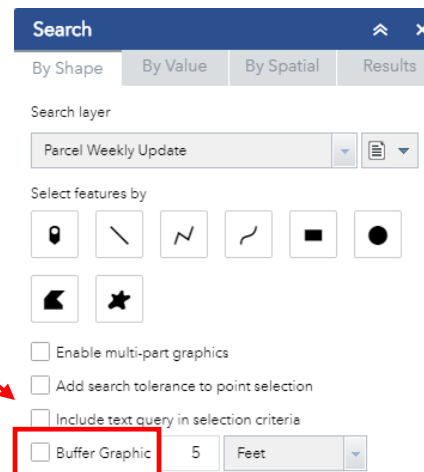 Search
By Shape By Value By Spatial Results
Search layer
Parcel Weekly Update
Select features by
Enable multi-part graphics
Add search tolerance to point selection
Include text query in selection criteria
Buffer Graphic 5 Feet